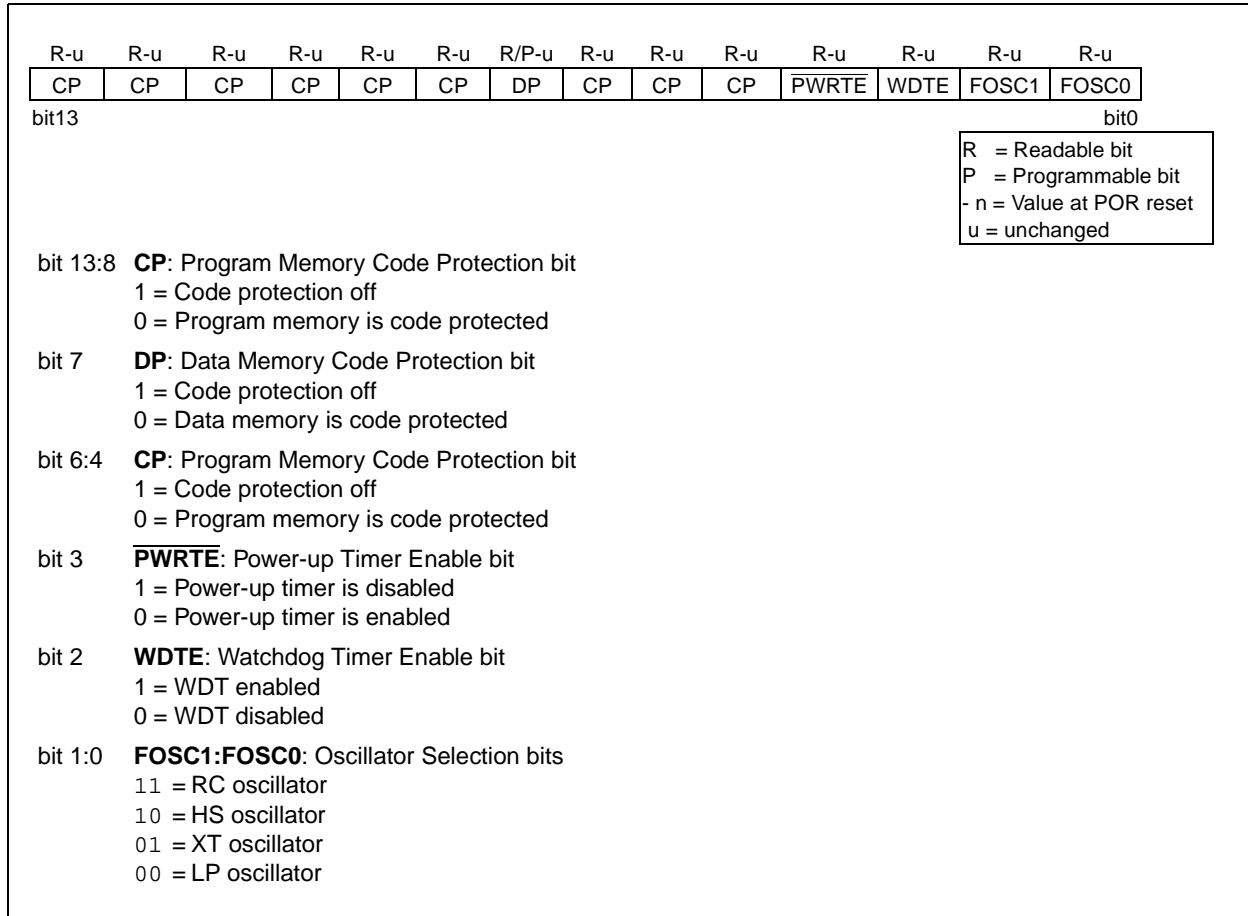 R-u R-u R-u R-u R-u R-u R/P-u R-u R-u R-u R-u R-u R-u R-u
CP CP CP CP CP CP DP CP CP CP PWRTE WDTE FOSC1 FOSC0
bit13 bit0
R = Readable bit
P = Programmable bit
- n = Value at POR reset
u = unchanged
bit 13:8 CP: Program Memory Code Protection bit
1 = Code protection off
0 = Program memory is code protected
bit 7 DP: Data Memory Code Protection bit
1 = Code protection off
0 = Data memory is code protected
bit 6:4 CP: Program Memory Code Protection bit
1 = Code protection off
0 = Program memory is code protected
bit 3 PWRTE: Power-up Timer Enable bit
1 = Power-up timer is disabled
0 = Power-up timer is enabled
bit 2 WDTE: Watchdog Timer Enable bit
1 = WDT enabled
0 = WDT disabled
bit 1:0 FOSC1:FOSC0: Oscillator Selection bits
11 = RC oscillator
10 = HS oscillator
01 = XT oscillator
00 = LP oscillator